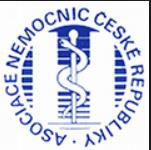 ASOCIACE NEMOCNIC ČESKÉ REPUBLIKY •